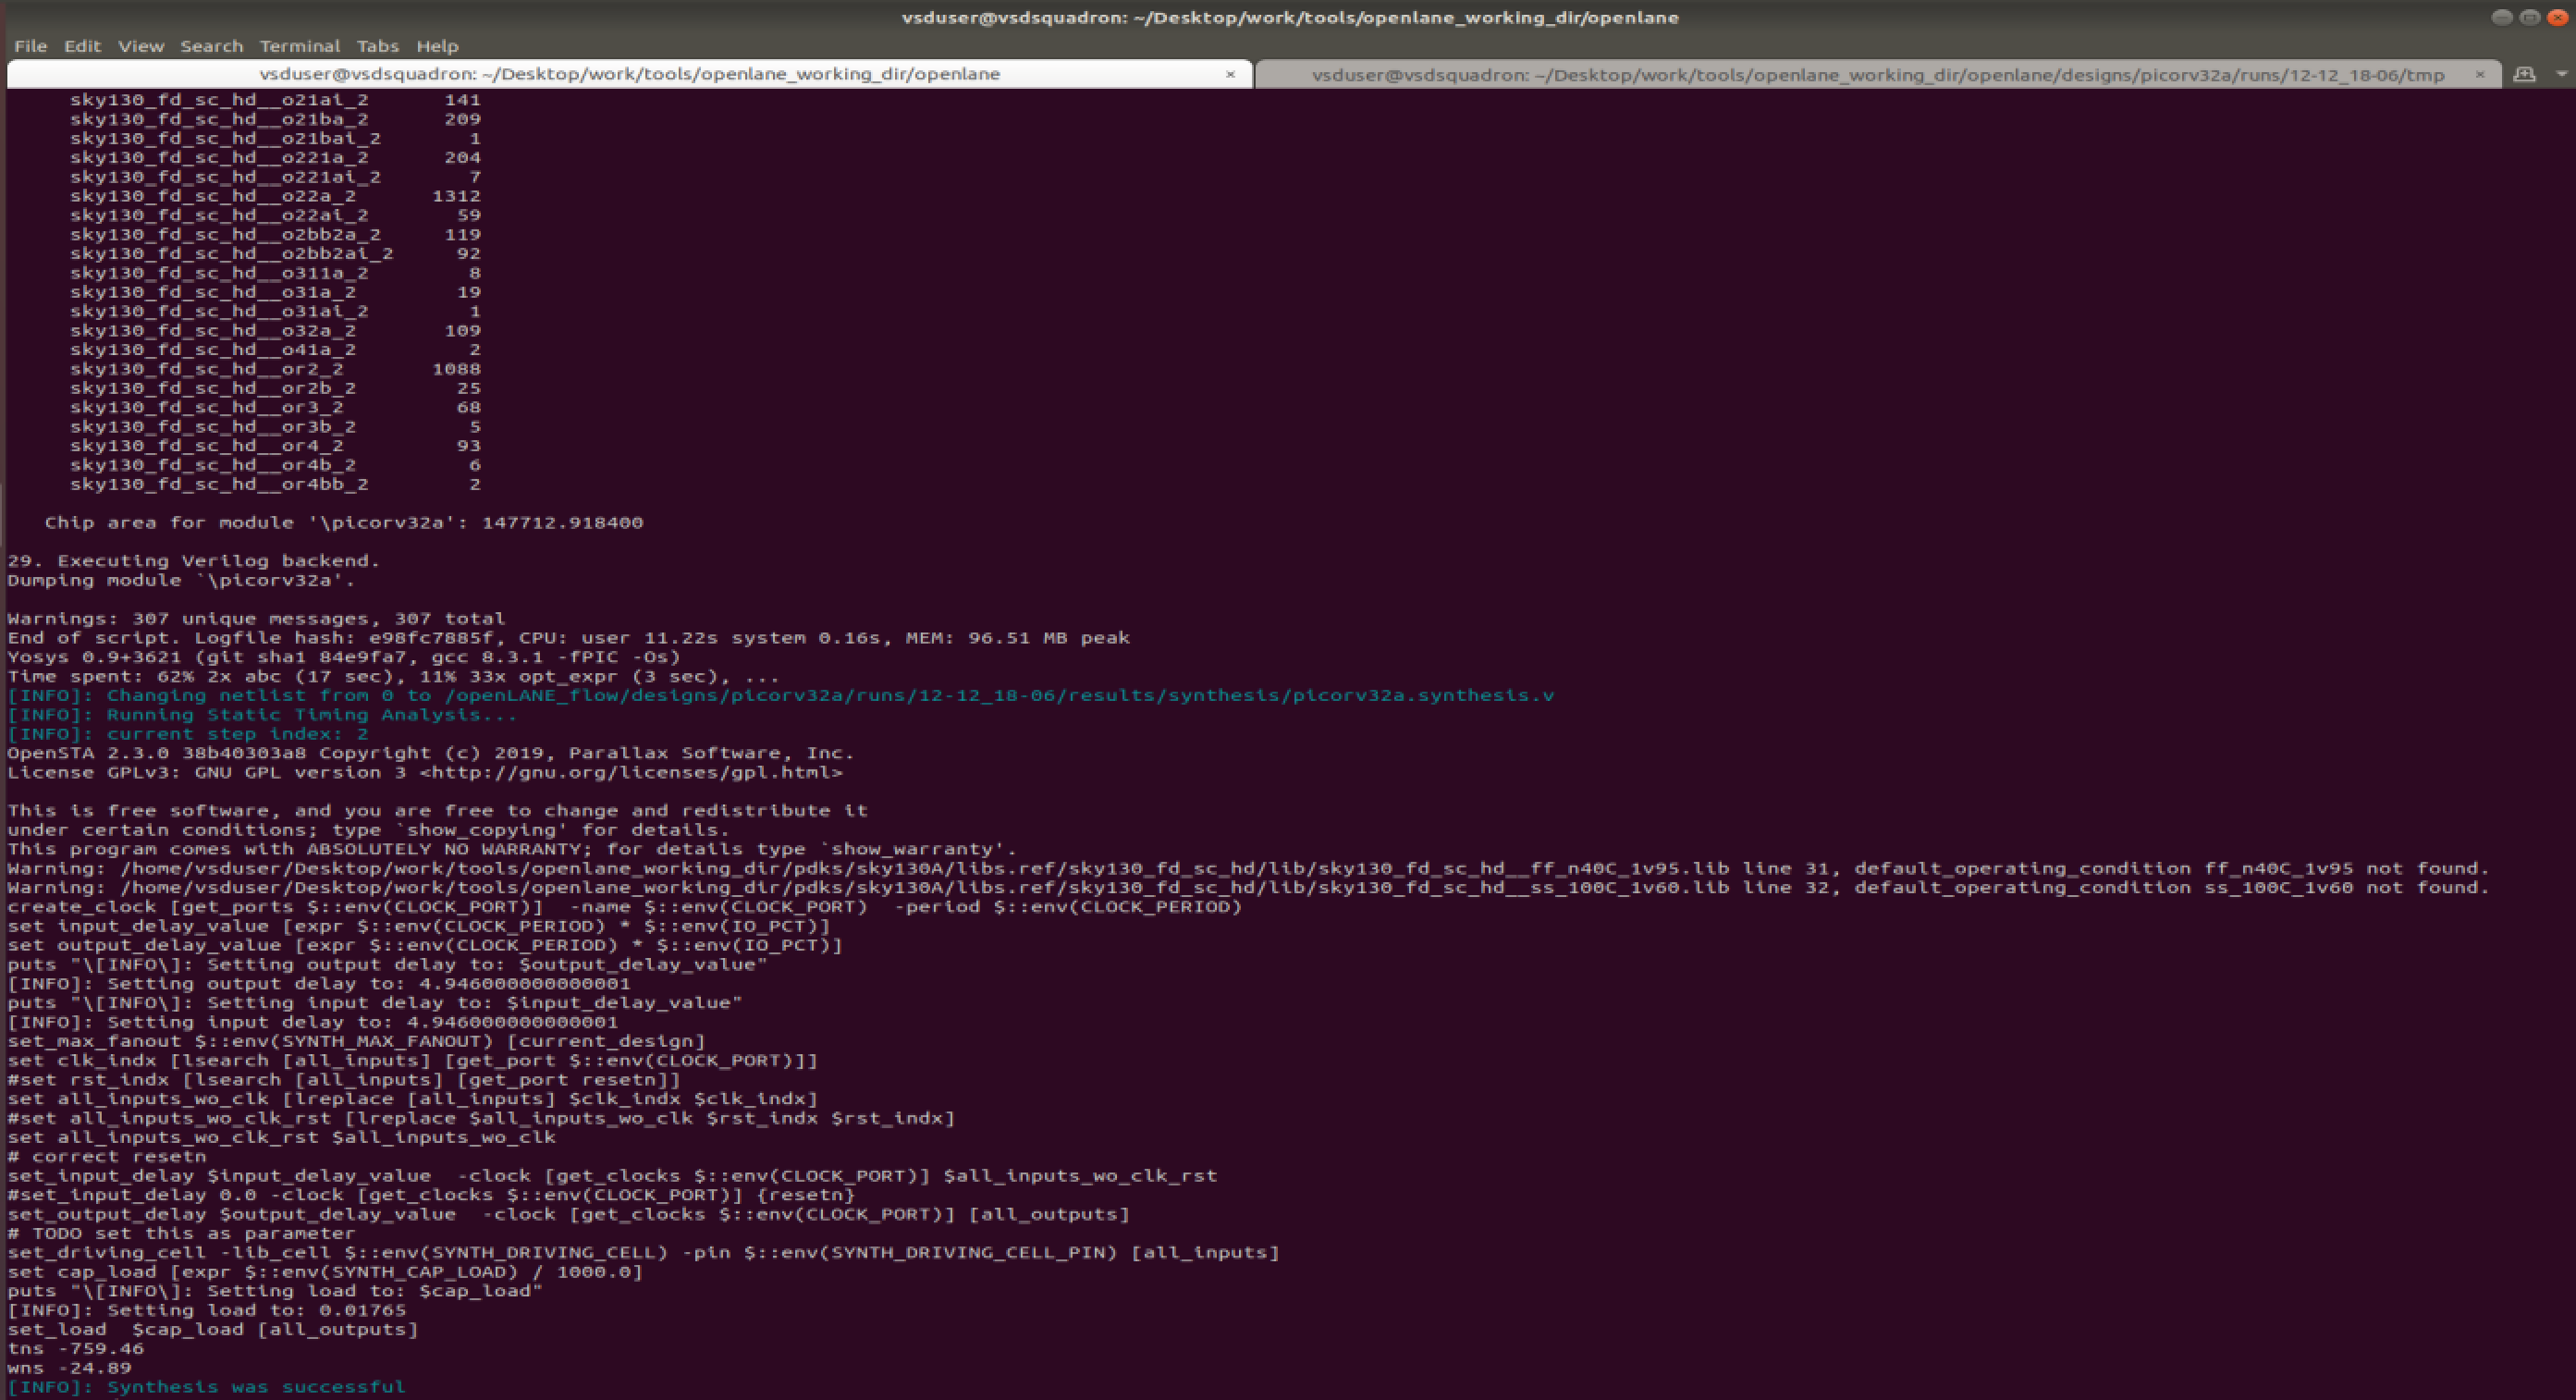 vsduser@vsdsquadron: ~/Desktop/work/tools/openlane_working_dir/openlane
File Edit View Search Terminal Tabs Help
vsduser@vsdsquadron: ~/Desktop/work/tools/openlane_working_dir/openlane × vsduser@vsdsquadron: ~/Desktop/work/tools/openlane_working_dir/openlane/designs/picorv32a/runs/12-12_18-06/tmp ×
sky130_fd_sc_hd__o21ai_2 141
sky130_fd_sc_hd__o21ba_2 209
sky130_fd_sc_hd__o21bai_2 1
sky130_fd_sc_hd__o221a_2 204
sky130_fd_sc_hd__o221ai_2 7
sky130_fd_sc_hd__o22a_2 1312
sky130_fd_sc_hd__o22ai_2 59
sky130_fd_sc_hd__o2bb2a_2 119
sky130_fd_sc_hd__o2bb2ai_2 92
sky130_fd_sc_hd__o311a_2 8
sky130_fd_sc_hd__o31a_2 19
sky130_fd_sc_hd__o31ai_2 1
sky130_fd_sc_hd__o32a_2 109
sky130_fd_sc_hd__o41a_2 2
sky130_fd_sc_hd__or2_2 1088
sky130_fd_sc_hd__or2b_2 25
sky130_fd_sc_hd__or3_2 68
sky130_fd_sc_hd__or3b_2 5
sky130_fd_sc_hd__or4_2 93
sky130_fd_sc_hd__or4b_2 6
sky130_fd_sc_hd__or4bb_2 2
Chip area for module '\picorv32a': 147712.918400
29. Executing Verilog backend.
Dumping module `\picorv32a'.
Warnings: 307 unique messages, 307 total
End of script. Logfile hash: e98fc7885f, CPU: user 11.22s system 0.16s, MEM: 96.51 MB peak
Yosys 0.9+3621 (git sha1 84e9fa7, gcc 8.3.1 -fPIC -Os)
Time spent: 62% 2x abc (17 sec), 11% 33x opt_expr (3 sec), ...
[INFO]: Changing netlist from 0 to /openLANE_flow/designs/picorv32a/runs/12-12_18-06/results/synthesis/picorv32a.synthesis.v
[INFO]: Running Static Timing Analysis...
[INFO]: current step index: 2
OpenSTA 2.3.0 38b40303a8 Copyright (c) 2019, Parallax Software, Inc.
License GPLv3: GNU GPL version 3 <http://gnu.org/licenses/gpl.html>
This is free software, and you are free to change and redistribute it
under certain conditions; type `show_copying' for details.
This program comes with ABSOLUTELY NO WARRANTY; for details type `show_warranty'.
Warning: /home/vsduser/Desktop/work/tools/openlane_working_dir/pdks/sky130A/libs.ref/sky130_fd_sc_hd/lib/sky130_fd_sc_hd__ff_n40C_1v95.lib line 31, default_operating_condition ff_n40C_1v95 not found.
Warning: /home/vsduser/Desktop/work/tools/openlane_working_dir/pdks/sky130A/libs.ref/sky130_fd_sc_hd/lib/sky130_fd_sc_hd__ss_100C_1v60.lib line 32, default_operating_condition ss_100C_1v60 not found.
create_clock [get_ports $::env(CLOCK_PORT)]  -name $::env(CLOCK_PORT)  -period $::env(CLOCK_PERIOD)
set input_delay_value [expr $::env(CLOCK_PERIOD) * $::env(IO_PCT)]
set output_delay_value [expr $::env(CLOCK_PERIOD) * $::env(IO_PCT)]
puts "\[INFO\]: Setting output delay to: $output_delay_value"
[INFO]: Setting output delay to: 4.946000000000001
puts "\[INFO\]: Setting input delay to: $input_delay_value"
[INFO]: Setting input delay to: 4.946000000000001
set_max_fanout $::env(SYNTH_MAX_FANOUT) [current_design]
set clk_indx [lsearch [all_inputs] [get_port $::env(CLOCK_PORT)]]
#set rst_indx [lsearch [all_inputs] [get_port resetn]]
set all_inputs_wo_clk [lreplace [all_inputs] $clk_indx $clk_indx]
#set all_inputs_wo_clk_rst [lreplace $all_inputs_wo_clk $rst_indx $rst_indx]
set all_inputs_wo_clk_rst $all_inputs_wo_clk
# correct resetn
set_input_delay $input_delay_value  -clock [get_clocks $::env(CLOCK_PORT)] $all_inputs_wo_clk_rst
#set_input_delay 0.0 -clock [get_clocks $::env(CLOCK_PORT)] {resetn}
set_output_delay $output_delay_value  -clock [get_clocks $::env(CLOCK_PORT)] [all_outputs]
# TODO set this as parameter
set_driving_cell -lib_cell $::env(SYNTH_DRIVING_CELL) -pin $::env(SYNTH_DRIVING_CELL_PIN) [all_inputs]
set cap_load [expr $::env(SYNTH_CAP_LOAD) / 1000.0]
puts "\[INFO\]: Setting load to: $cap_load"
[INFO]: Setting load to: 0.01765
set_load  $cap_load [all_outputs]
tns -759.46
wns -24.89
[INFO]: Synthesis was successful